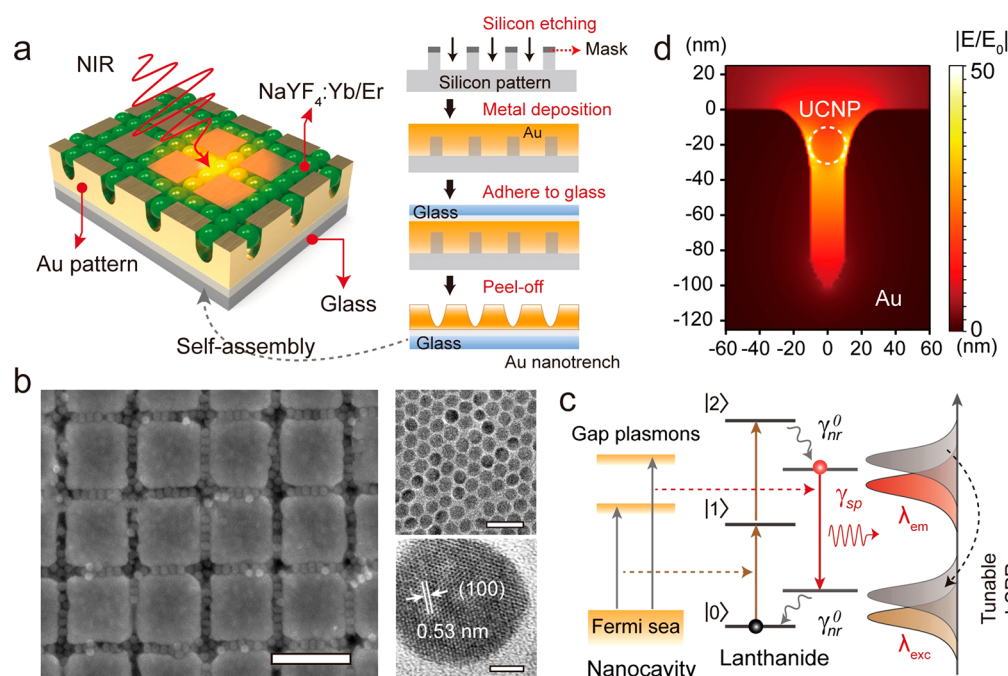 a
NIR
NaYF4:Yb/Er
Au pattern
Glass
Self-assembly
Silicon etching
Mask
Silicon pattern
Metal deposition
Au
Adhere to glass
Glass
Peel-off
Glass
Au nanotrench
d
(nm)
20
0
-20
-40
-60
-80
-100
-120
UCNP
Au
-60 -40 -20 0 20 40 60
(nm)
|E/E0|
50
0
b
(100)
0.53 nm
c
Gap plasmons
Fermi sea
Nanocavity
|2⟩
|1⟩
|0⟩
γ⁰nr
γsp
γ⁰nr
Lanthanide
λem
λexc
Tunable